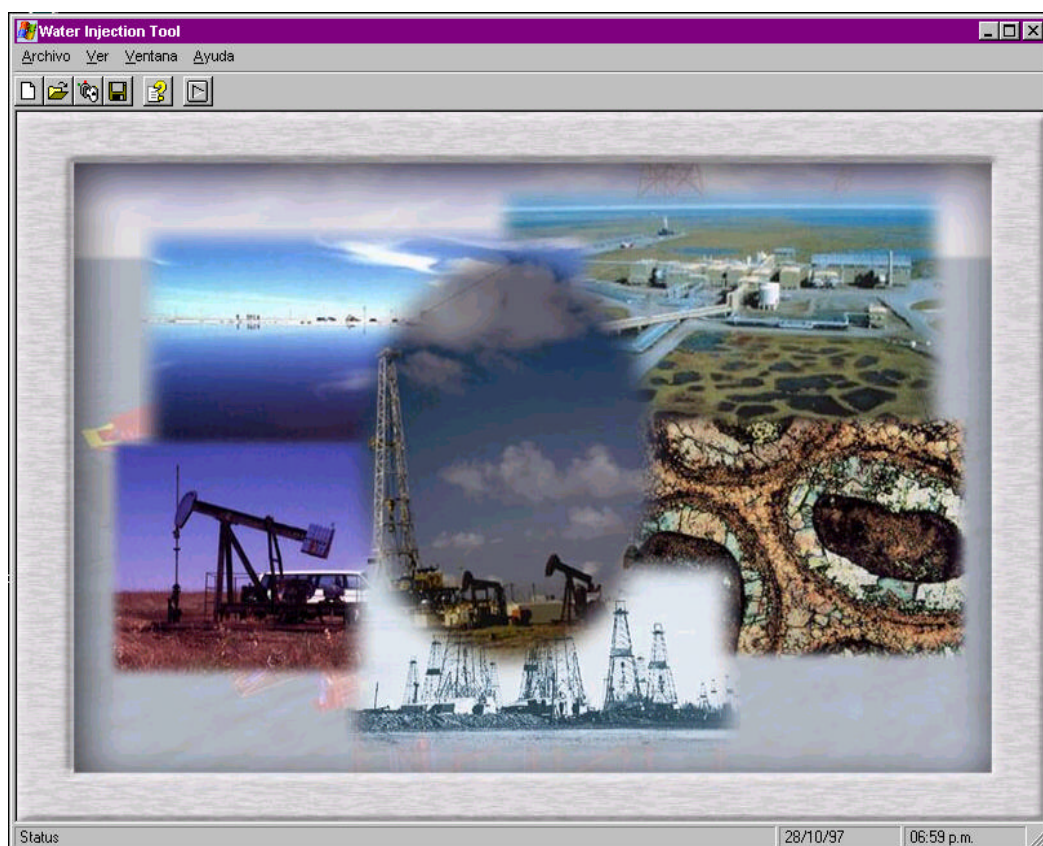 Water Injection Tool
Archivo Ver Ventana Ayuda
Status 28/10/97 06:59 p.m.